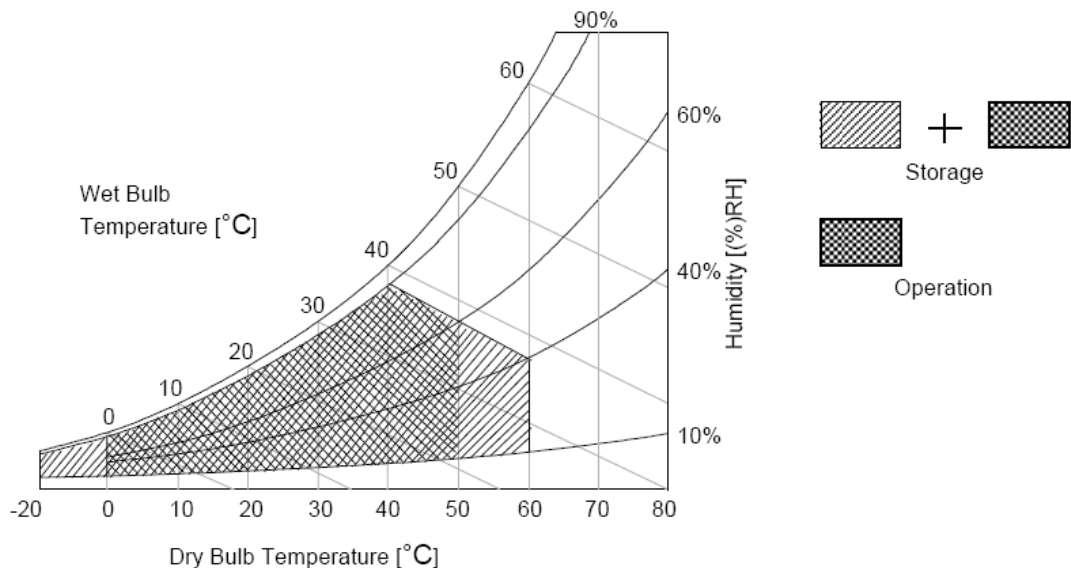 90%
60
60%
50
Wet Bulb
Temperature [°C]
Storage
Humidity [(%)RH]
40
40%
Operation
30
20
10
0
10%
-20 0 10 20 30 40 50 60 70 80
Dry Bulb Temperature [°C]